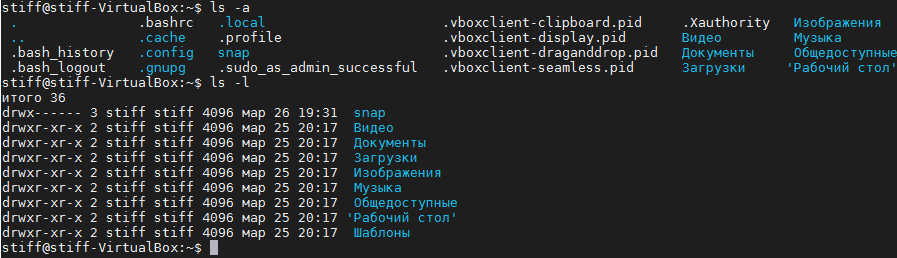 stiff@stiff-VirtualBox:~$ ls -a
. .bashrc .local .vboxclient-clipboard.pid .Xauthority Изображения
.. .cache .profile .vboxclient-display.pid Видео Музыка
.bash_history .config snap .vboxclient-draganddrop.pid Документы Общедоступные
.bash_logout .gnupg .sudo_as_admin_successful .vboxclient-seamless.pid Загрузки 'Рабочий стол'
stiff@stiff-VirtualBox:~$ ls -l
итого 36
drwx------ 3 stiff stiff 4096 мар 26 19:31 snap
drwxr-xr-x 2 stiff stiff 4096 мар 25 20:17 Видео
drwxr-xr-x 2 stiff stiff 4096 мар 25 20:17 Документы
drwxr-xr-x 2 stiff stiff 4096 мар 25 20:17 Загрузки
drwxr-xr-x 2 stiff stiff 4096 мар 25 20:17 Изображения
drwxr-xr-x 2 stiff stiff 4096 мар 25 20:17 Музыка
drwxr-xr-x 2 stiff stiff 4096 мар 25 20:17 Общедоступные
drwxr-xr-x 2 stiff stiff 4096 мар 25 20:17 'Рабочий стол'
drwxr-xr-x 2 stiff stiff 4096 мар 25 20:17 Шаблоны
stiff@stiff-VirtualBox:~$